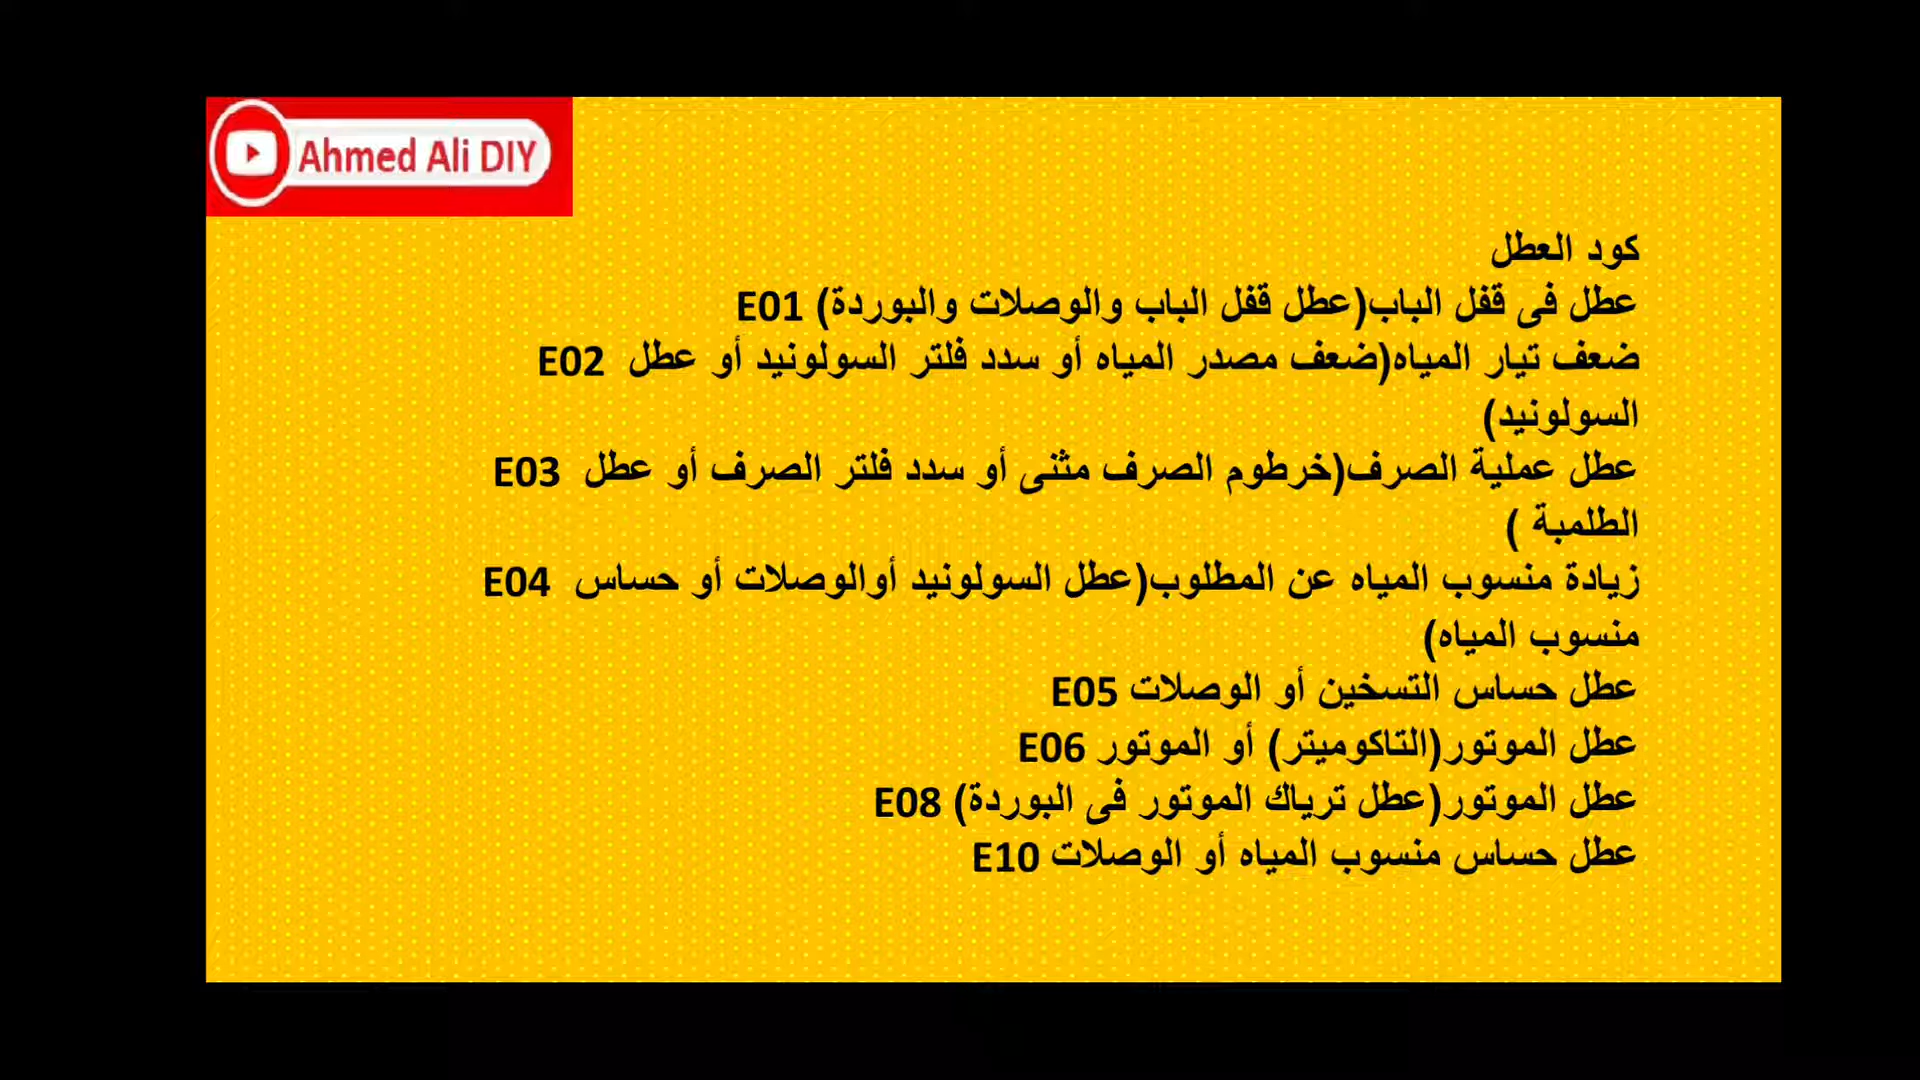 Ahmed Ali DIY
كود العطل
عطل فى قفل الباب(عطل قفل الباب والوصلات والبوردة) E01
ضعف تيار المياه(ضعف مصدر المياه أو سدد فلتر السولونيد أو عطل E02
السولونيد)
عطل عملية الصرف(خرطوم الصرف مثنى أو سدد فلتر الصرف أو عطل E03
الطلمبة )
زيادة منسوب المياه عن المطلوب(عطل السولونيد أوالوصلات أو حساس E04
منسوب المياه)
عطل حساس التسخين أو الوصلات E05
عطل الموتور(التاكوميتر) أو الموتور E06
عطل الموتور(عطل ترياك الموتور فى البوردة) E08
عطل حساس منسوب المياه أو الوصلات E10